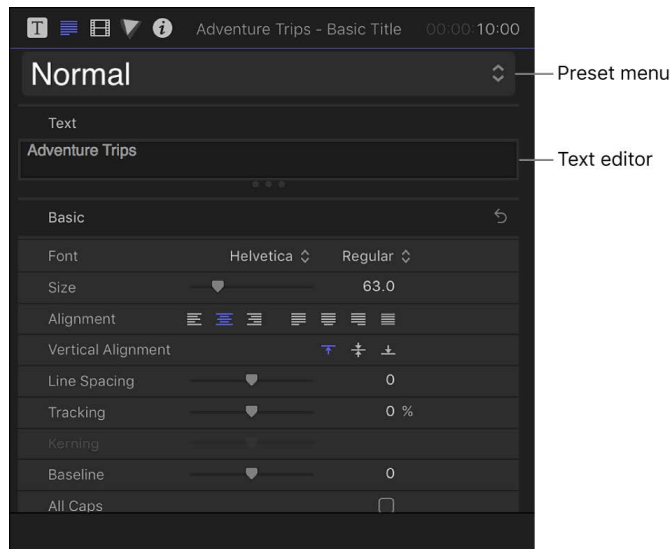 T i Adventure Trips - Basic Title 00:00:10:00
Normal
Preset menu
Text
Adventure Trips
Text editor
Basic
Font Helvetica Regular
Size 63.0
Alignment
Vertical Alignment
Line Spacing 0
Tracking 0 %
Kerning
Baseline 0
All Caps